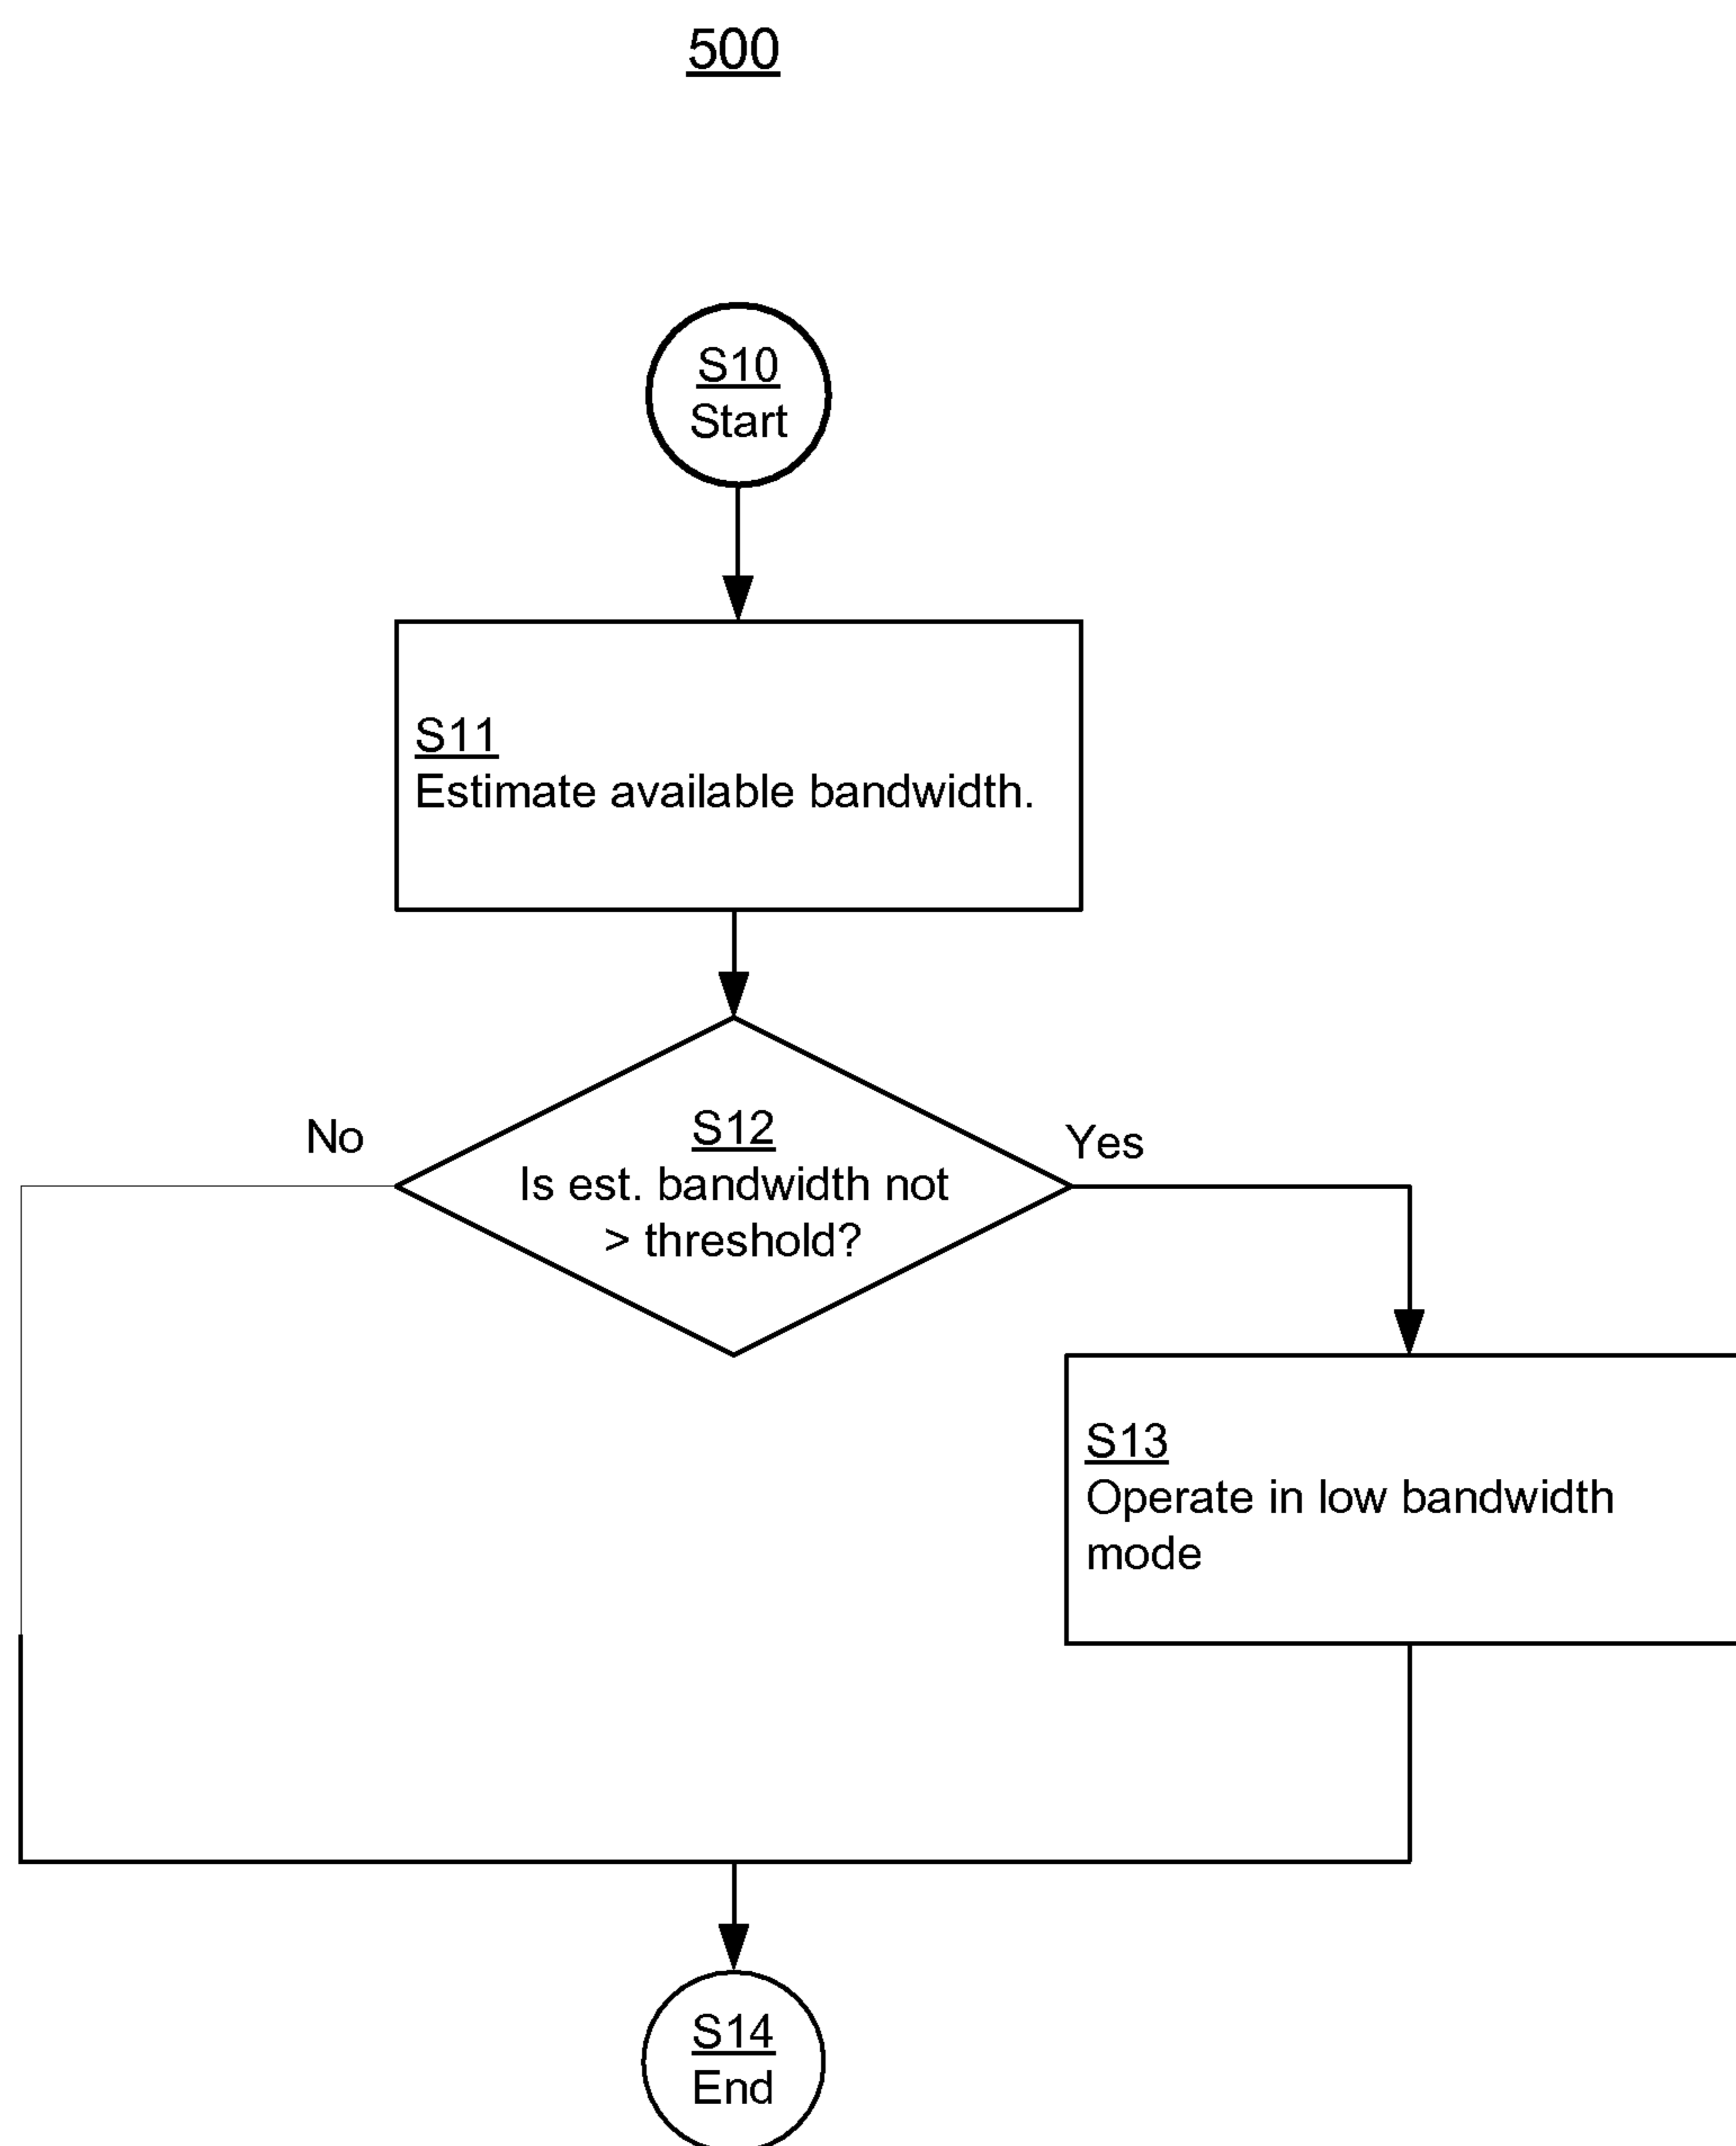 500
S10
Start
S11
Estimate available bandwidth.
No
S12
Is est. bandwidth not
> threshold?
Yes
S13
Operate in low bandwidth
mode
S14
End